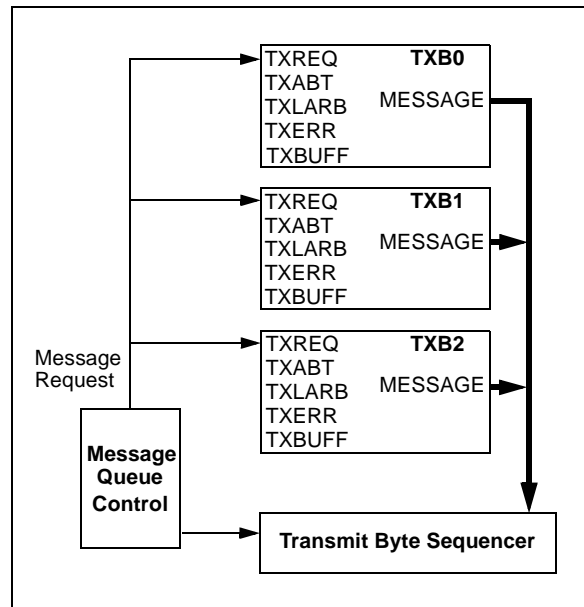 TXREQ TXB0
TXABT
MESSAGE
TXLARB
TXERR
TXBUFF
TXREQ TXB1
TXABT
MESSAGE
TXLARB
TXERR
TXBUFF
TXREQ TXB2
TXABT
MESSAGE
TXLARB
TXERR
TXBUFF
Message
Request
Message
Queue
Control
Transmit Byte Sequencer